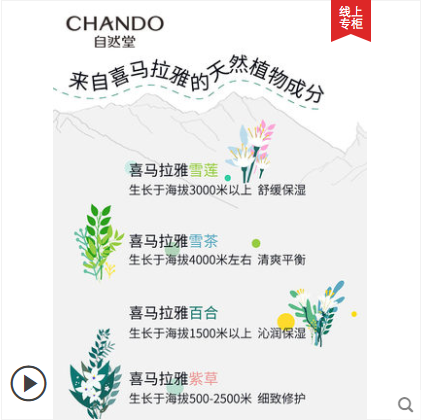 CHANDO
自然堂
线上
专柜
来自喜马拉雅的天然植物成分
喜马拉雅雪莲
生长于海拔3000米以上 舒缓保湿
喜马拉雅雪茶
生长于海拔4000米左右 清爽平衡
喜马拉雅百合
生长于海拔1500米以上 沁润保湿
喜马拉雅紫草
生长于海拔500-2500米 细致修护